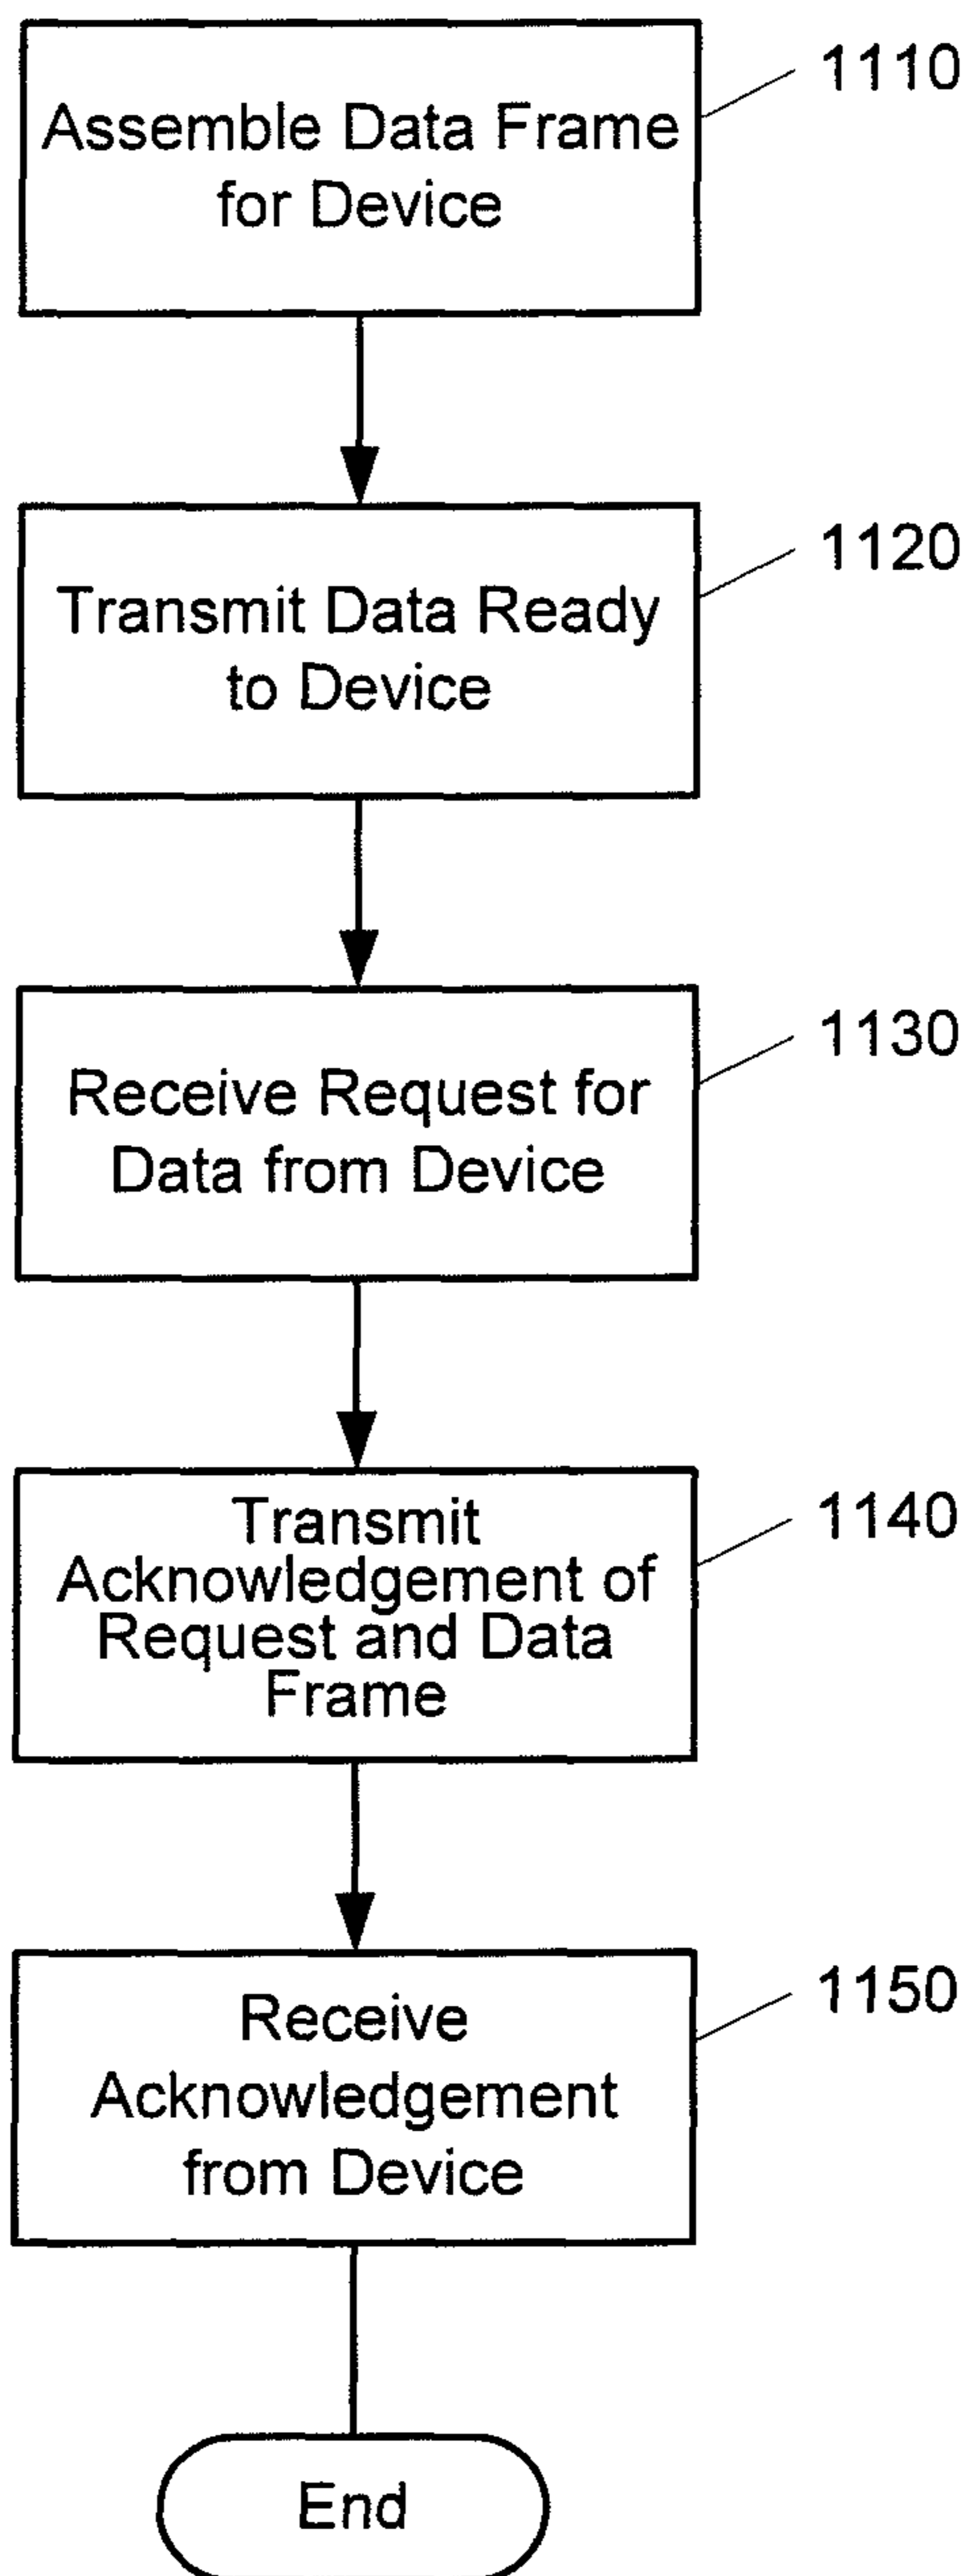 1110
Assemble Data Frame
for Device
1120
Transmit Data Ready
to Device
1130
Receive Request for
Data from Device
1140
Transmit
Acknowledgement of
Request and Data
Frame
1150
Receive
Acknowledgement
from Device
End